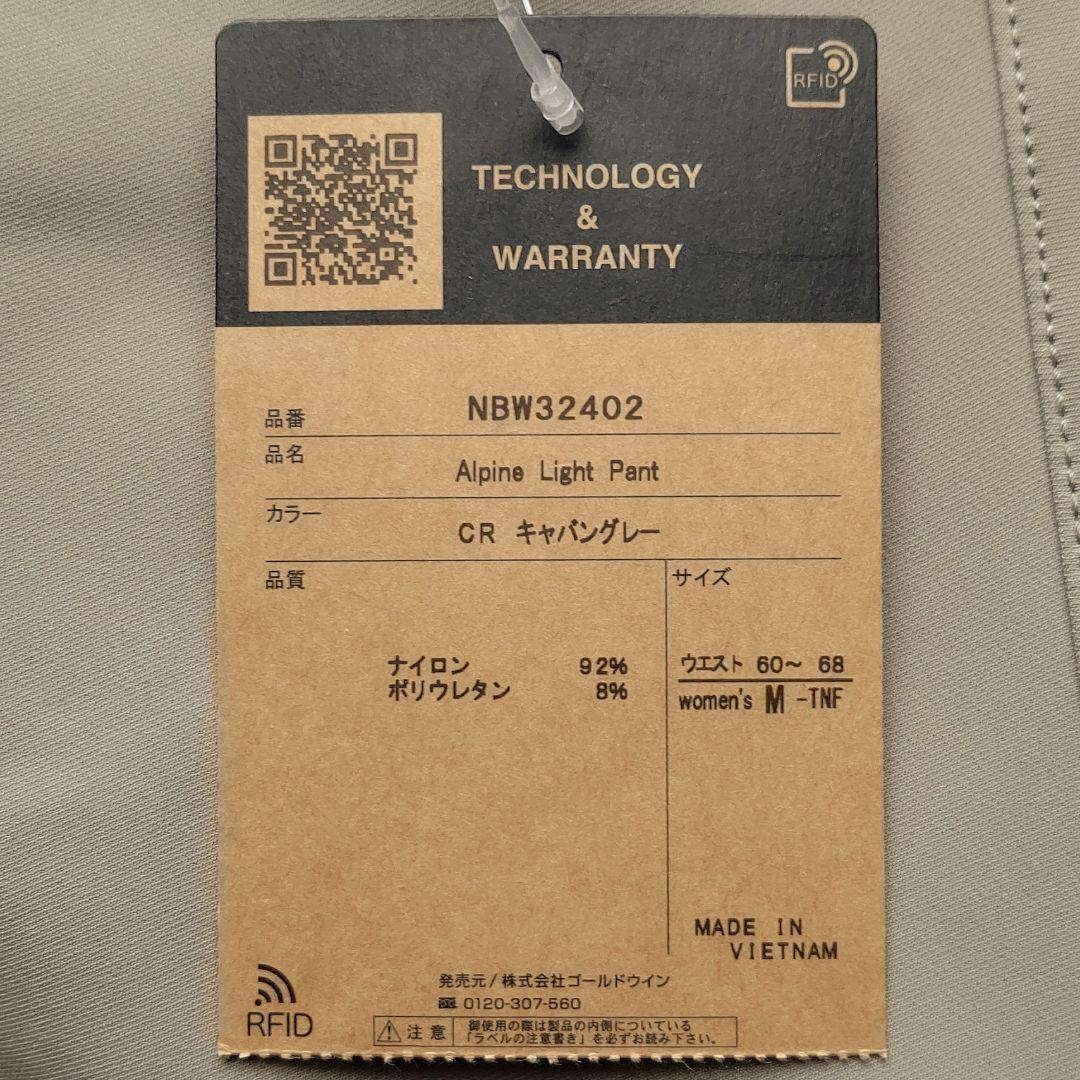 RFID
TECHNOLOGY
&
WARRANTY
品番 NBW32402
品名 Alpine Light Pant
カラー CR キャバングレー
品質
サイズ
ナイロン 92%
ポリウレタン 8%
ウエスト 60〜 68
women's M -TNF
MADE IN
VIETNAM
発売元/株式会社ゴールドウイン
0120-307-560
RFID
注意
御使用の際は製品の内側についている
「ラベルの注意書き」を必ずお読み下さい。